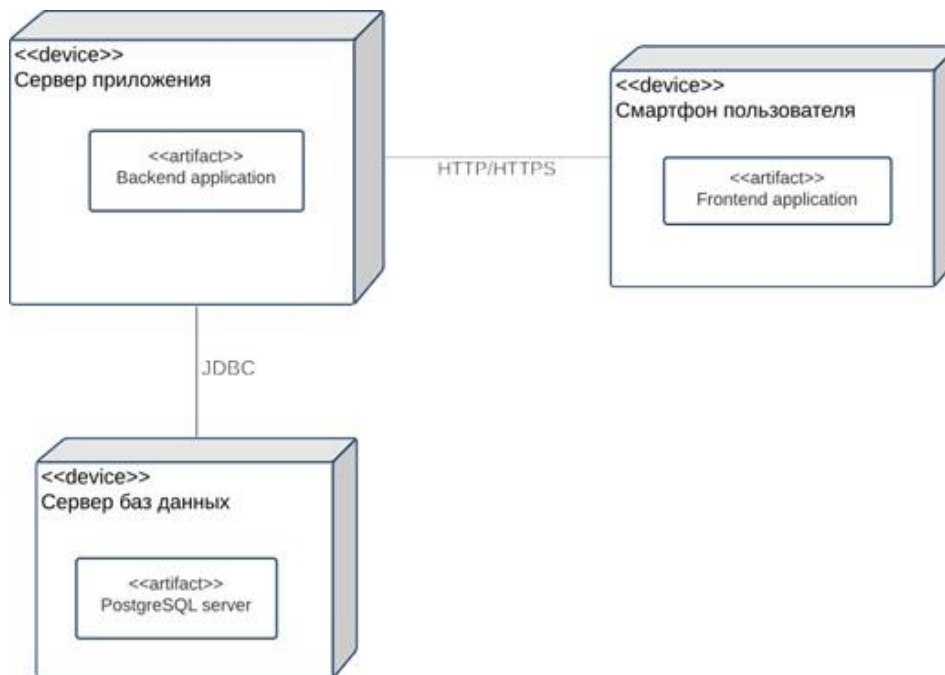 <<device>>
Сервер приложения
<<artifact>>
Backend application
HTTP/HTTPS
<<device>>
Смартфон пользователя
<<artifact>>
Frontend application
JDBC
<<device>>
Сервер баз данных
<<artifact>>
PostgreSQL server